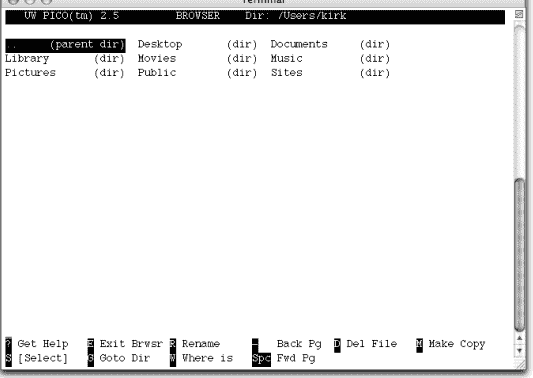 Terminal
UW PICO(tm) 2.5 BROWSER Dir: /Users/kirk
.. (parent dir) Desktop (dir) Documents (dir)
Library (dir) Movies (dir) Music (dir)
Pictures (dir) Public (dir) Sites (dir)
? Get Help E Exit Brwsr R Rename - Back Pg D Del File M Make Copy
S [Select] G Goto Dir W Where is Spc Fwd Pg